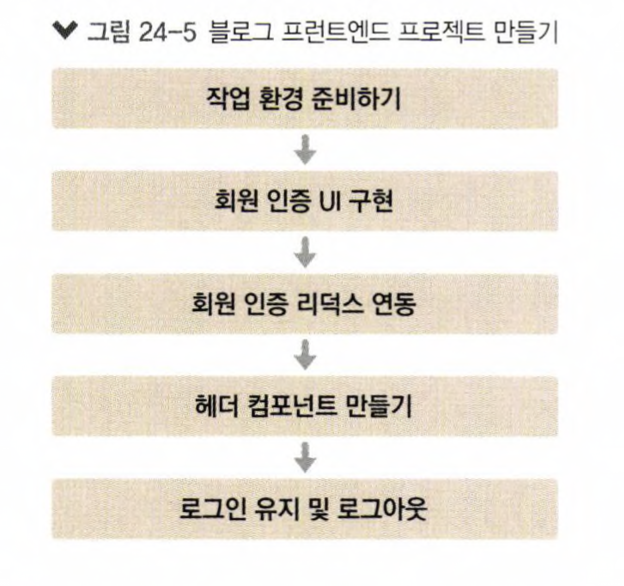 그림 24-5 블로그 프런트엔드 프로젝트 만들기
작업 환경 준비하기
회원 인증 UI 구현
회원 인증 리덕스 연동
헤더 컴포넌트 만들기
로그인 유지 및 로그아웃